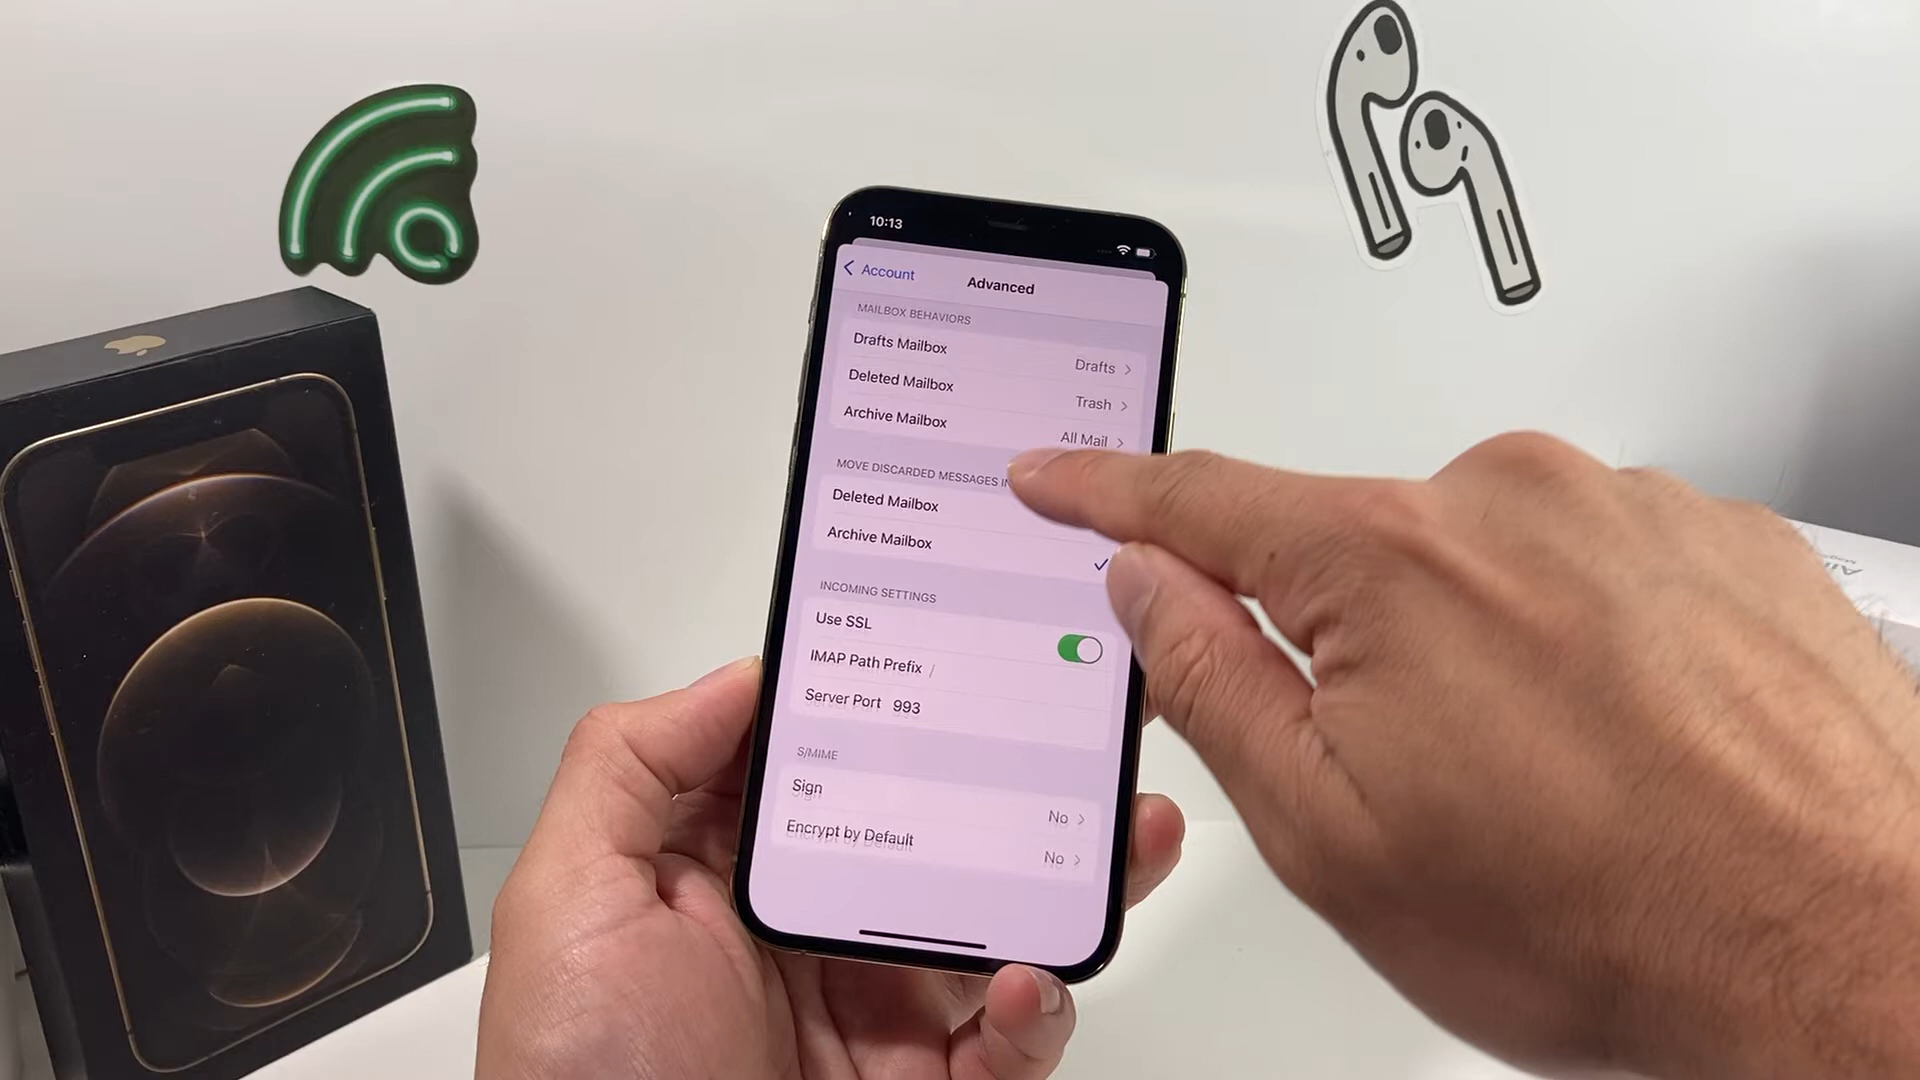 10:13
Account
Advanced
MAILBOX BEHAVIORS
Drafts Mailbox Drafts
Deleted Mailbox Trash
Archive Mailbox All Mail
MOVE DISCARDED MESSAGES
Deleted Mailbox
Archive Mailbox
INCOMING SETTINGS
Use SSL
IMAP Path Prefix /
Server Port 993
S/MIME
Sign No
Encrypt by Default No